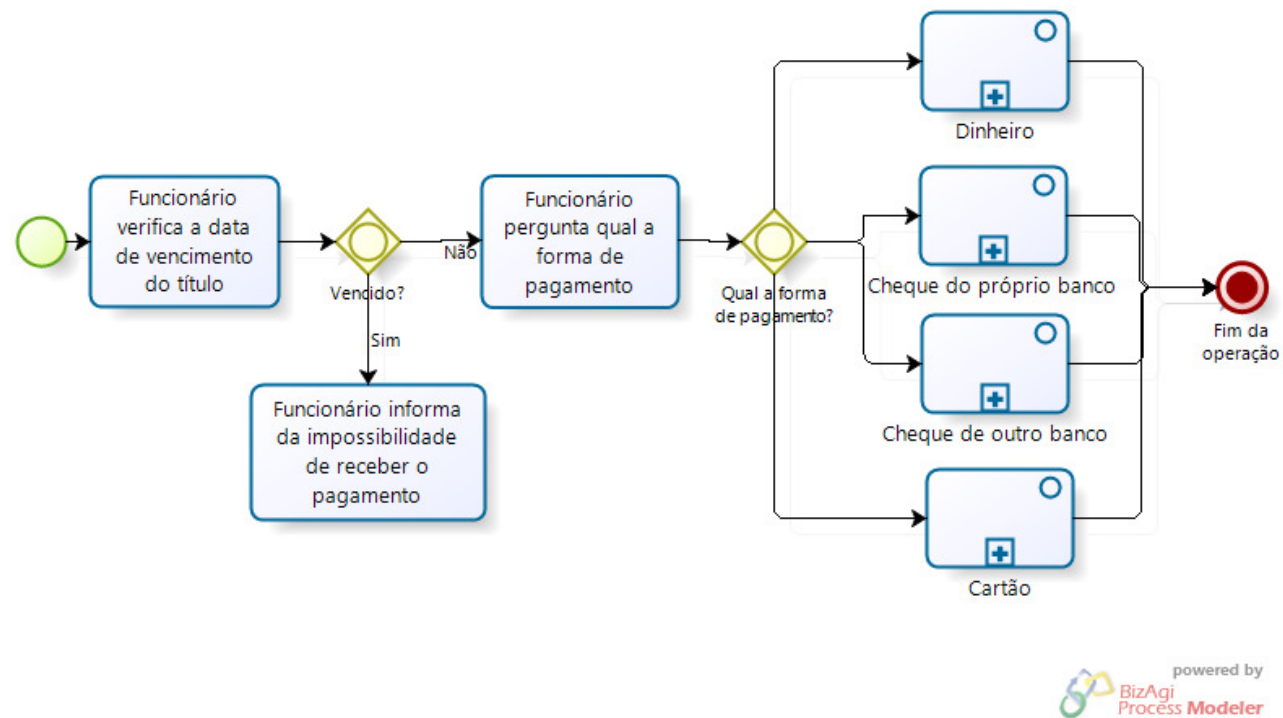 Funcionário
verifica a data
de vencimento
do título
Vencido?
Não
Sim
Funcionário informa
da impossibilidade
de receber o
pagamento
Funcionário
pergunta qual a
forma de
pagamento
Qual a forma
de pagamento?
Dinheiro
Cheque do próprio banco
Cheque de outro banco
Cartão
Fim da
operação
powered by
BizAgi
Process Modeler